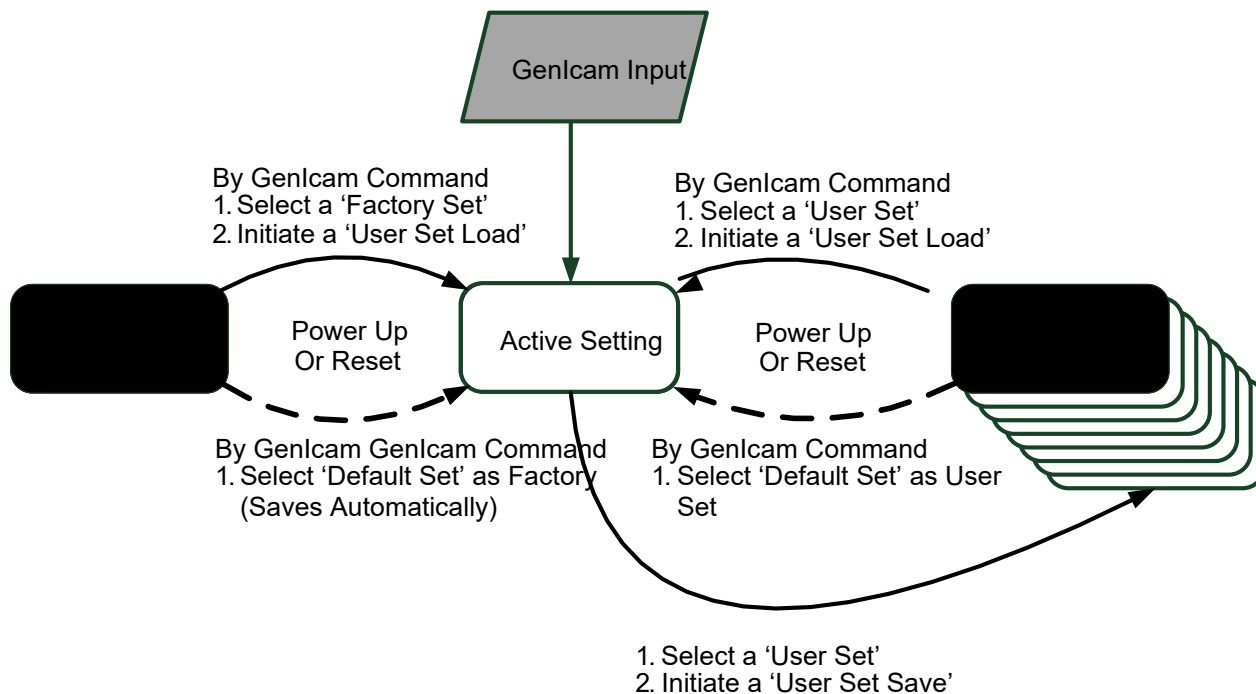 GenIcam Input
By GenIcam Command
1. Select a ‘Factory Set’
2. Initiate a ‘User Set Load’
By GenIcam Command
1. Select a ‘User Set’
2. Initiate a ‘User Set Load’
Power Up
Or Reset
Active Setting
Power Up
Or Reset
By GenIcam GenIcam Command
1. Select ‘Default Set’ as Factory
(Saves Automatically)
By GenIcam Command
1. Select ‘Default Set’ as User
Set
1. Select a ‘User Set’
2. Initiate a ‘User Set Save’